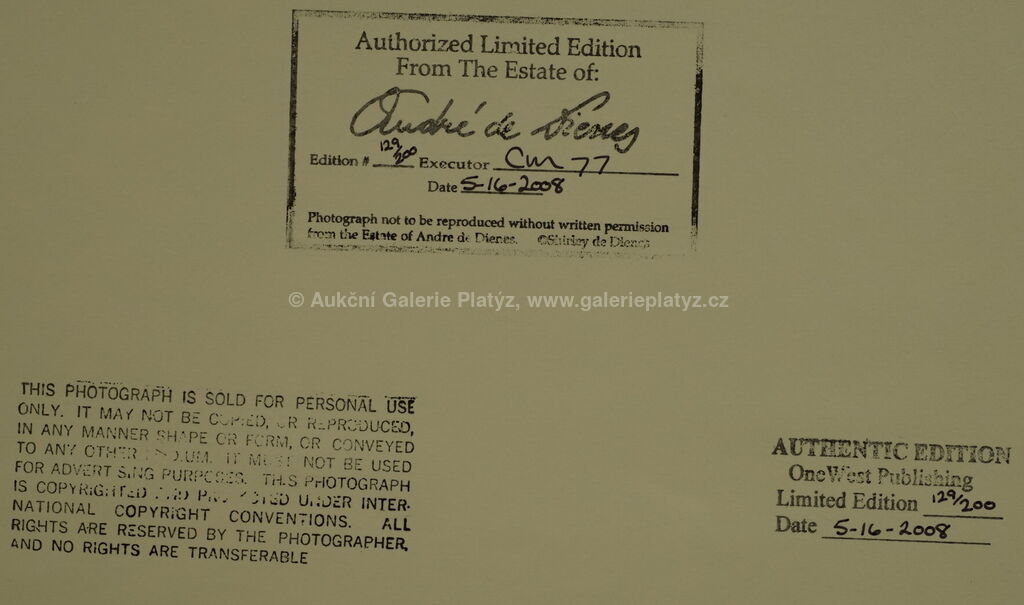 Authorized Limited Edition
From The Estate of:
André de Dienes
Edition # 129/200 Executor CW 77
Date 5-16-2008
Photograph not to be reproduced without written permission
from the Estate of Andre de Dienes. ©Shirley de Dienes
© Aukční Galerie Platýz, www.galerieplatyz.cz
THIS PHOTOGRAPH IS SOLD FOR PERSONAL USE
ONLY. IT MAY NOT BE COPIED, OR REPRODUCED,
IN ANY MANNER SHAPE OR FORM, OR CONVEYED
TO ANY OTHER IT MUST NOT BE USED
FOR ADVERTISING PURPOSES. THIS PHOTOGRAPH
IS COPYRIGHTED AND PROTECTED UNDER INTER-
NATIONAL COPYRIGHT CONVENTIONS. ALL
RIGHTS ARE RESERVED BY THE PHOTOGRAPHER,
AND NO RIGHTS ARE TRANSFERABLE
AUTHENTIC EDITION
OneWest Publishing
Limited Edition 129/200
Date 5-16-2008